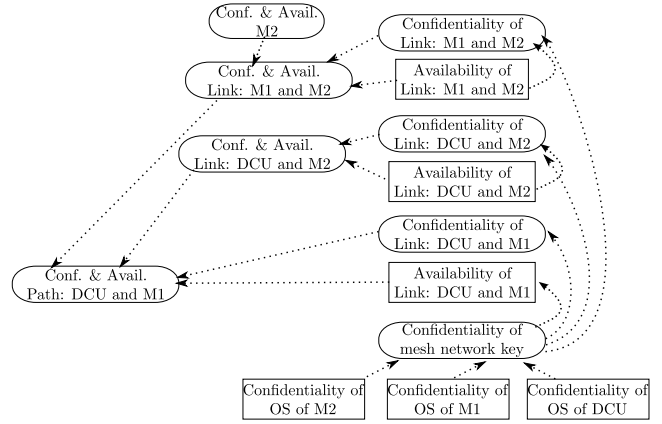 Conf. & Avail.
M2
Confidentiality of
Link: M1 and M2
Conf. & Avail.
Link: M1 and M2
Availability of
Link: M1 and M2
Confidentiality of
Link: DCU and M2
Conf. & Avail.
Link: DCU and M2
Availability of
Link: DCU and M2
Confidentiality of
Link: DCU and M1
Conf. & Avail.
Path: DCU and M1
Availability of
Link: DCU and M1
Confidentiality of
mesh network key
Confidentiality of
OS of M2
Confidentiality of
OS of M1
Confidentiality of
OS of DCU